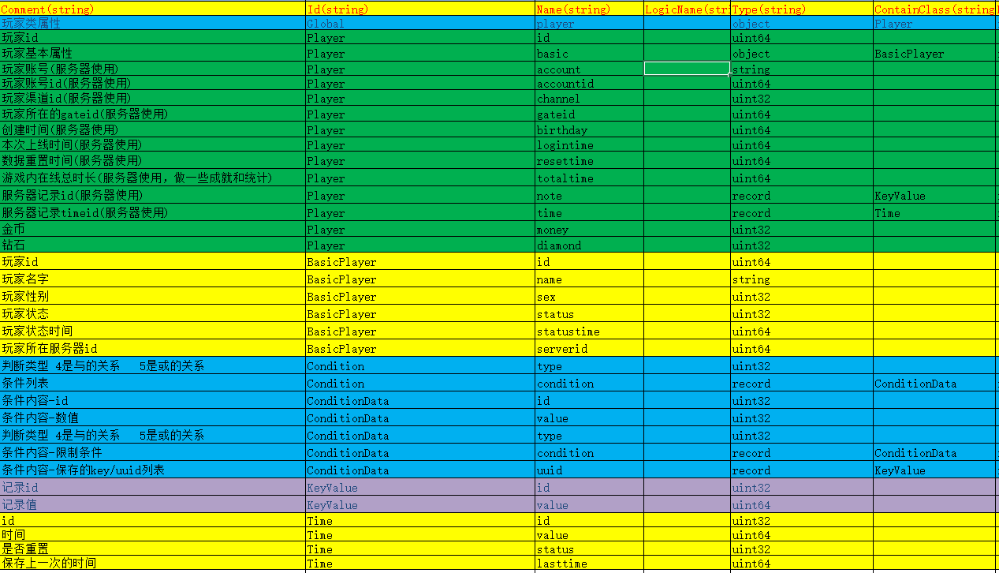 Comment(string) Id(string) Name(string) LogicName(stri Type(string) ContainClass(string
玩家类属性 Global player object Player
玩家id Player id uint64
玩家基本属性 Player basic object BasicPlayer
玩家账号(服务器使用) Player account string
玩家账号id(服务器使用) Player accountid uint64
玩家渠道id(服务器使用) Player channel uint32
玩家所在的gateid(服务器使用) Player gateid uint64
创建时间(服务器使用) Player birthday uint64
本次上线时间(服务器使用) Player logintime uint64
数据重置时间(服务器使用) Player resettime uint64
游戏内在线总时长(服务器使用，做一些成就和统计) Player totaltime uint64
服务器记录id(服务器使用) Player note record KeyValue
服务器记录timeid(服务器使用) Player time record Time
金币 Player money uint32
钻石 Player diamond uint32
玩家id BasicPlayer id uint64
玩家名字 BasicPlayer name string
玩家性别 BasicPlayer sex uint32
玩家状态 BasicPlayer status uint32
玩家状态时间 BasicPlayer statustime uint64
玩家所在服务器id BasicPlayer serverid uint64
判断类型 4是与的关系 5是或的关系 Condition type uint32
条件列表 Condition condition record ConditionData
条件内容-id ConditionData id uint32
条件内容-数值 ConditionData value uint32
判断类型 4是与的关系 5是或的关系 ConditionData type uint32
条件内容-限制条件 ConditionData condition record ConditionData
条件内容-保存的key/uuid列表 ConditionData uuid record KeyValue
记录id KeyValue id uint32
记录值 KeyValue value uint64
id Time id uint32
时间 Time value uint64
是否重置 Time status uint32
保存上一次的时间 Time lasttime uint64